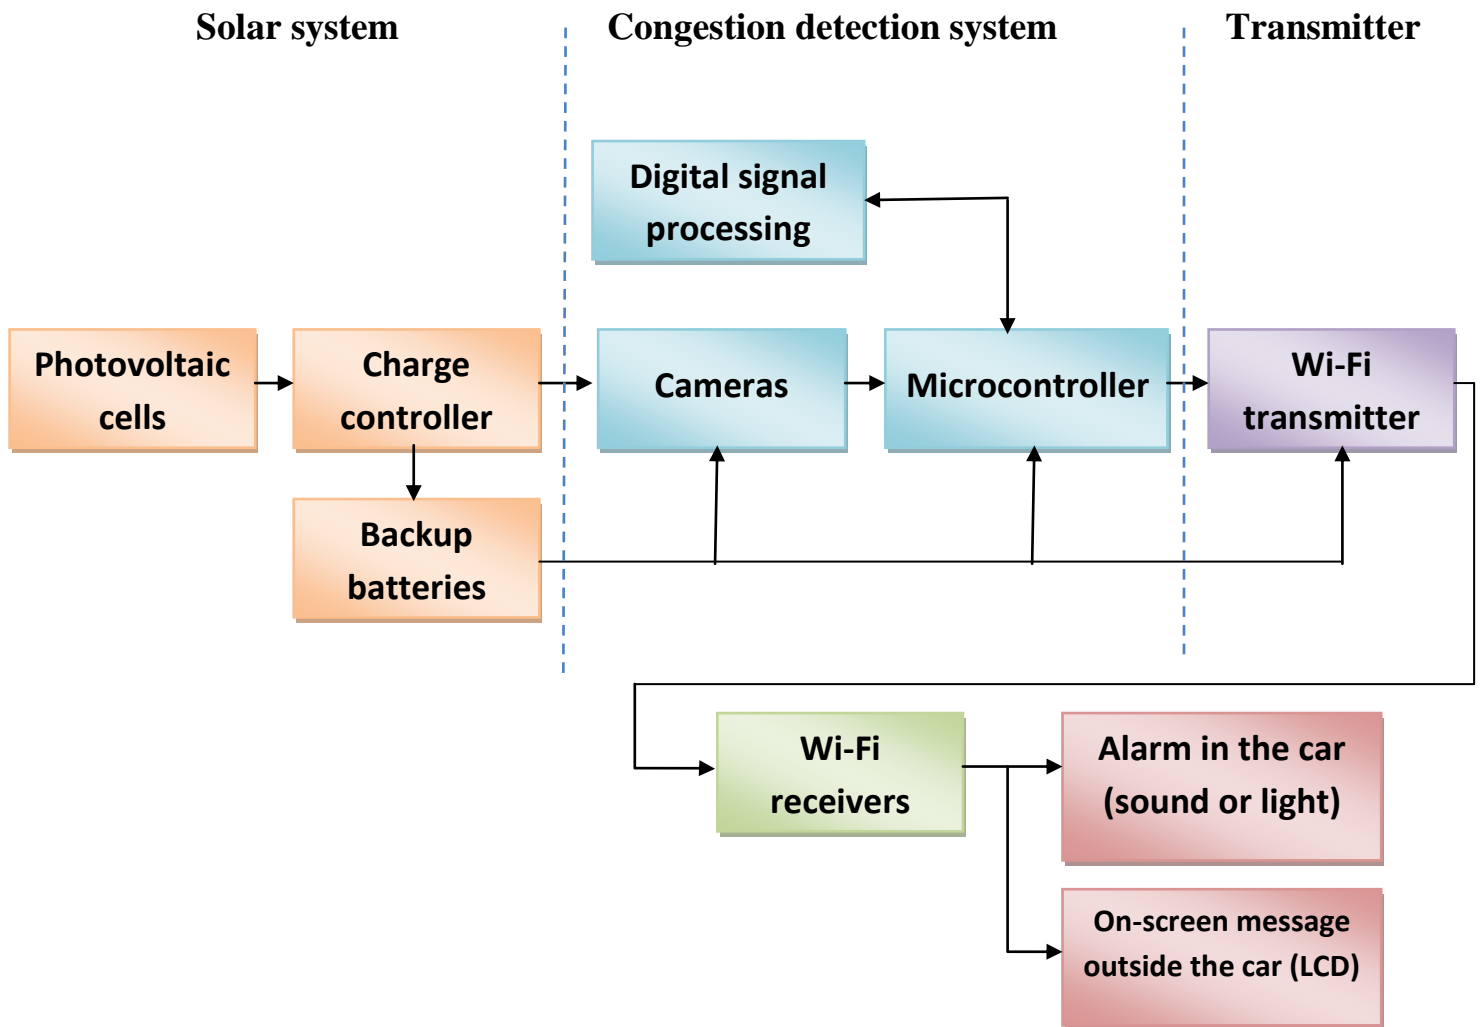 Solar system
Congestion detection system
Transmitter
Digital signal
processing
Photovoltaic
cells
Charge
controller
Cameras
Microcontroller
Wi-Fi
transmitter
Backup
batteries
Wi-Fi
receivers
Alarm in the car
(sound or light)
On-screen message
outside the car (LCD)